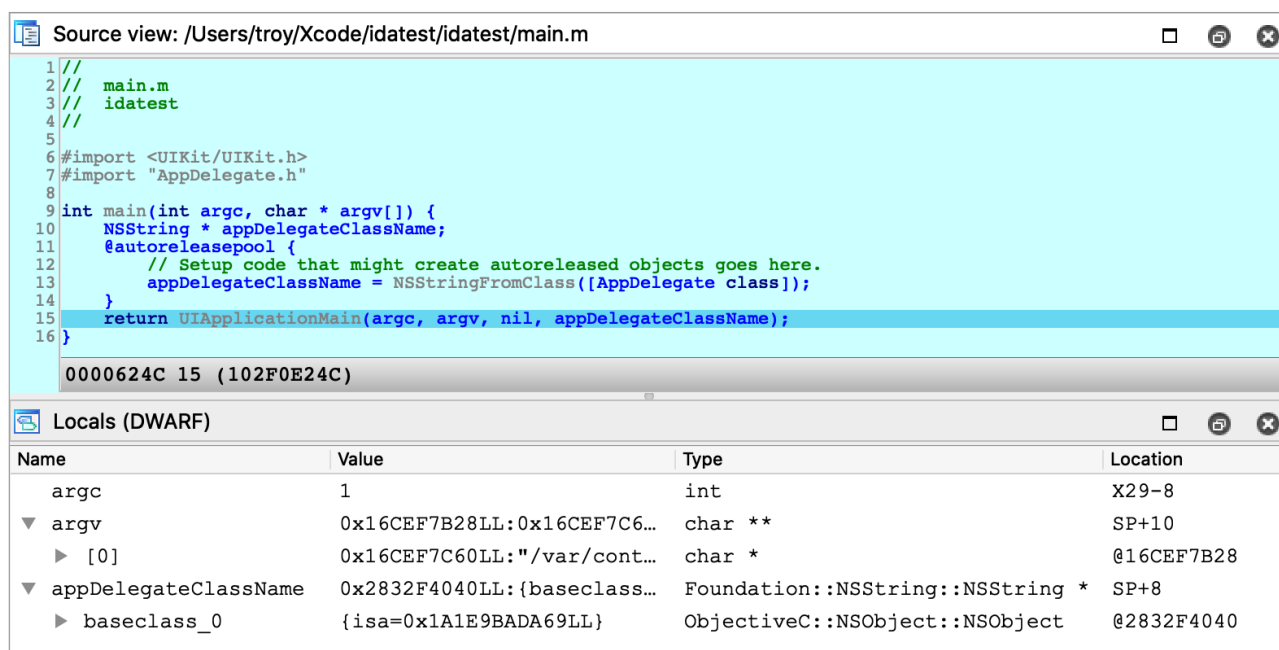 Source view: /Users/troy/Xcode/idatest/idatest/main.m
1 //
2 //  main.m
3 //  idatest
4 //
5
6 #import <UIKit/UIKit.h>
7 #import "AppDelegate.h"
8
9 int main(int argc, char * argv[]) {
10     NSString * appDelegateClassName;
11     @autoreleasepool {
12         // Setup code that might create autoreleased objects goes here.
13         appDelegateClassName = NSStringFromClass([AppDelegate class]);
14     }
15     return UIApplicationMain(argc, argv, nil, appDelegateClassName);
16 }
0000624C 15 (102F0E24C)
Locals (DWARF)
Name Value Type Location
argc 1 int X29-8
argv 0x16CEF7B28LL:0x16CEF7C6… char ** SP+10
[0] 0x16CEF7C60LL:"/var/cont… char * @16CEF7B28
appDelegateClassName 0x2832F4040LL:{baseclass… Foundation::NSString::NSString * SP+8
baseclass_0 {isa=0x1A1E9BADA69LL} ObjectiveC::NSObject::NSObject @2832F4040